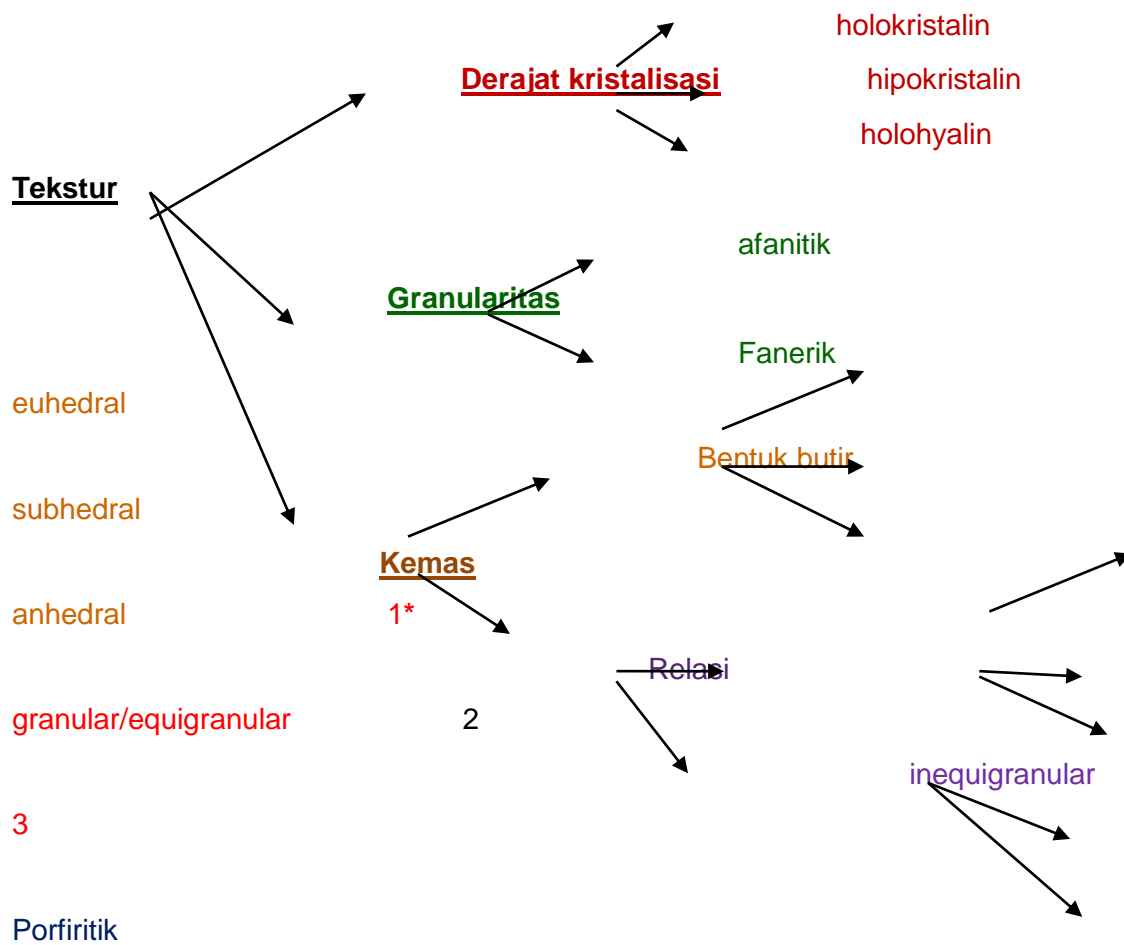 holokristalin
Derajat kristalisasi hipokristalin
holohyalin
Tekstur
afanitik
Granularitas
Fanerik
euhedral
Bentuk butir
subhedral
Kemas
anhedral 1*
Relasi
granular/equigranular 2
inequigranular
3
Porfiritik